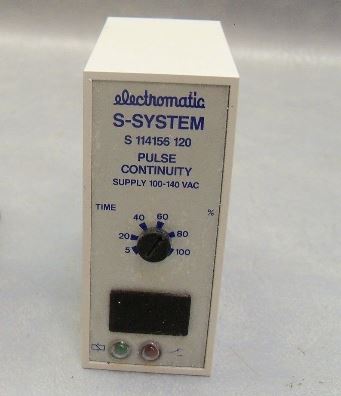 electromatic
S-SYSTEM
S 114156 120
PULSE
CONTINUITY
SUPPLY 100-140 VAC
TIME %
40 60
20 80
5 100